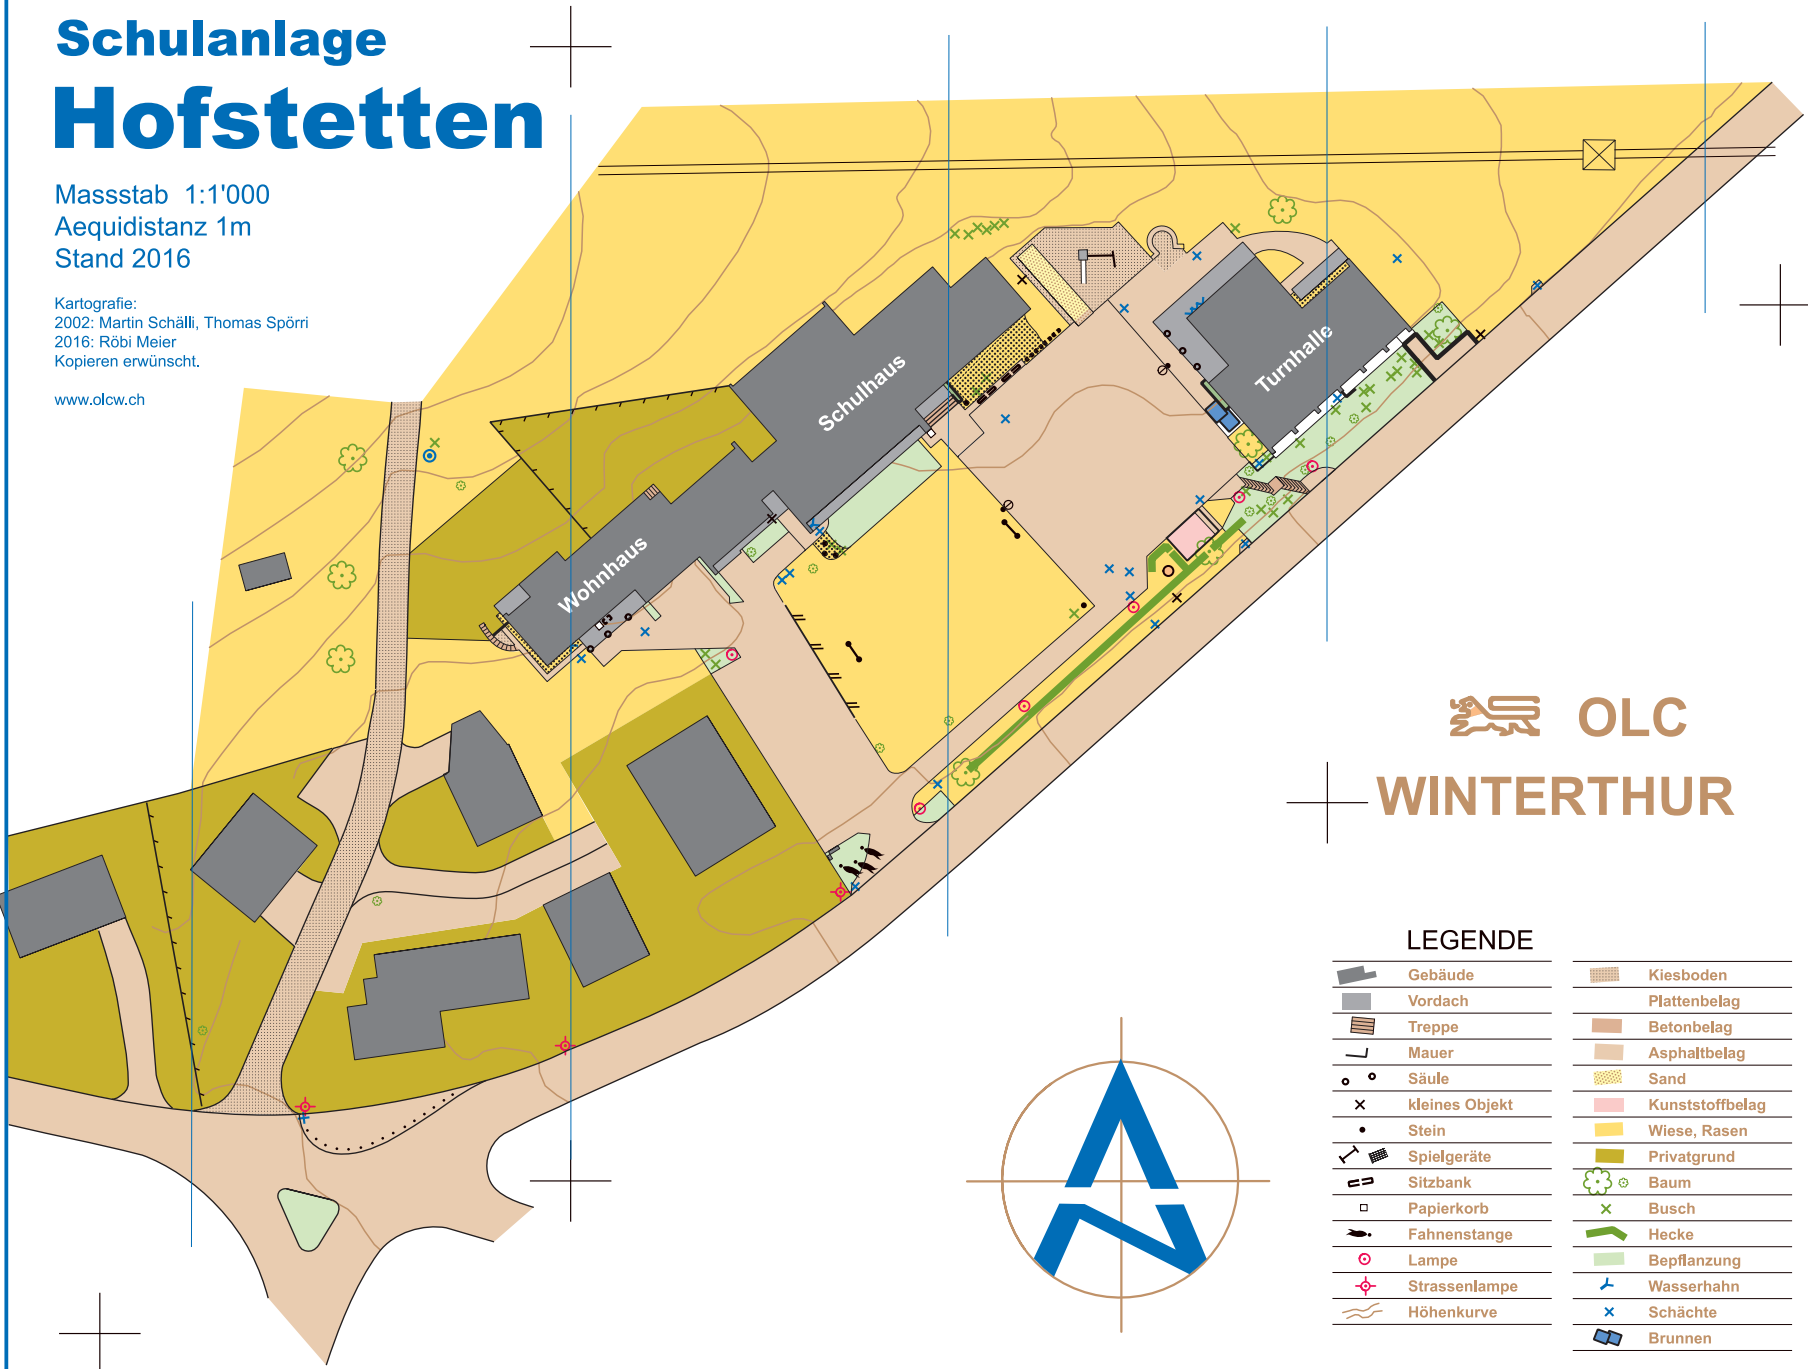 Schulanlage
Hofstetten
Massstab 1:1'000
Aequidistanz 1m
Stand 2016
Kartografie:
2002: Martin Schälli, Thomas Spörri
2016: Röbi Meier
Kopieren erwünscht.
www.olcw.ch
Turnhalle
Schulhaus
Wohnhaus
OLC
WINTERTHUR
LEGENDE
Gebäude
Vordach
Treppe
Mauer
Säule
kleines Objekt
Stein
Spielgeräte
Sitzbank
Papierkorb
Fahnenstange
Lampe
Strassenlampe
Höhenkurve
Kiesboden
Plattenbelag
Betonbelag
Asphaltbelag
Sand
Kunststoffbelag
Wiese, Rasen
Privatgrund
Baum
Busch
Hecke
Bepflanzung
Wasserhahn
Schächte
Brunnen